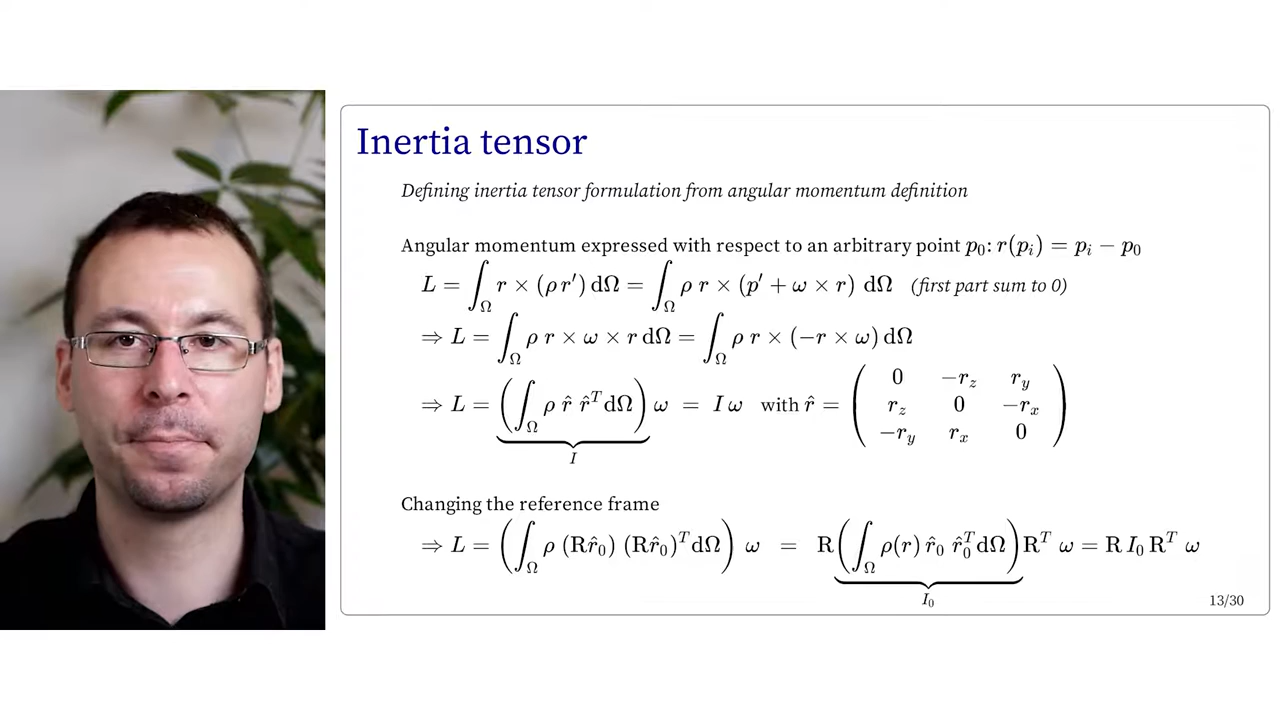 Inertia tensor
Defining inertia tensor formulation from angular momentum definition
Angular momentum expressed with respect to an arbitrary point p₀: r(pᵢ) = pᵢ − p₀
L = ∫_Ω r × (ρ r′) dΩ = ∫_Ω ρ r × (p′ + ω × r) dΩ (first part sum to 0)
⇒ L = ∫_Ω ρ r × ω × r dΩ = ∫_Ω ρ r × (−r × ω) dΩ
⇒ L = (∫_Ω ρ r̂ r̂ᵀ dΩ) ω = I ω with r̂ = ( 0 −r_z r_y
r_z 0 −r_x
−r_y r_x 0 )
I
Changing the reference frame
⇒ L = (∫_Ω ρ (R r̂₀) (R r̂₀)ᵀ dΩ) ω = R (∫_Ω ρ(r) r̂₀ r̂₀ᵀ dΩ) Rᵀ ω = R I₀ Rᵀ ω
I₀
13/30